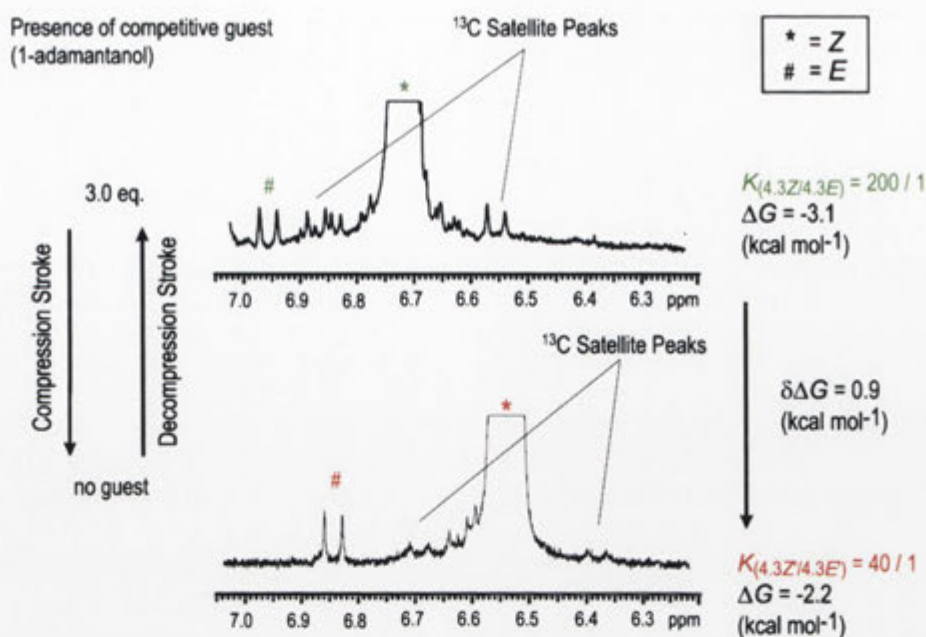 Presence of competitive guest
(1-adamantanol)
¹³C Satellite Peaks
* = Z
# = E
*
#
3.0 eq.
Compression Stroke
Decompression Stroke
no guest
7.0 6.9 6.8 6.7 6.6 6.5 6.4 6.3 ppm
K(4.3Z/4.3E) = 200 / 1
ΔG = -3.1
(kcal mol⁻¹)
¹³C Satellite Peaks
*
#
δΔG = 0.9
(kcal mol⁻¹)
7.0 6.9 6.8 6.7 6.6 6.5 6.4 6.3 ppm
K(4.3Z'/4.3E') = 40 / 1
ΔG = -2.2
(kcal mol⁻¹)